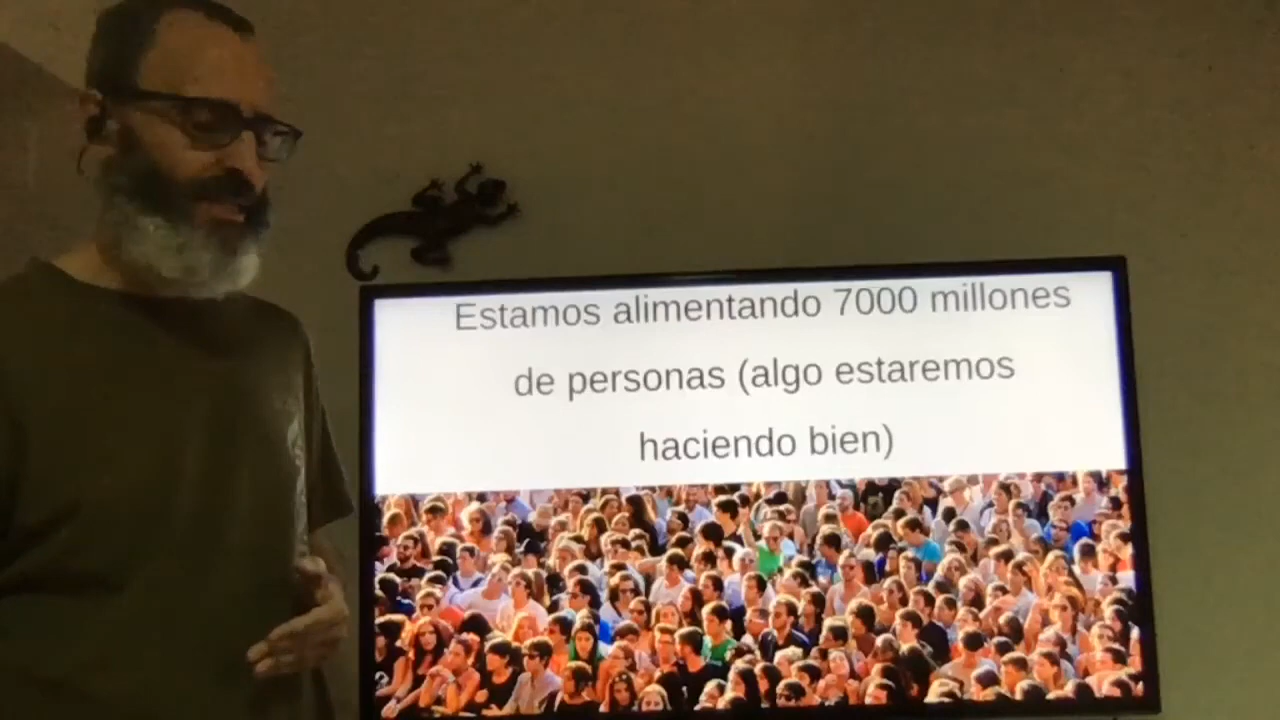 Estamos alimentando 7000 millones
de personas (algo estaremos
haciendo bien)